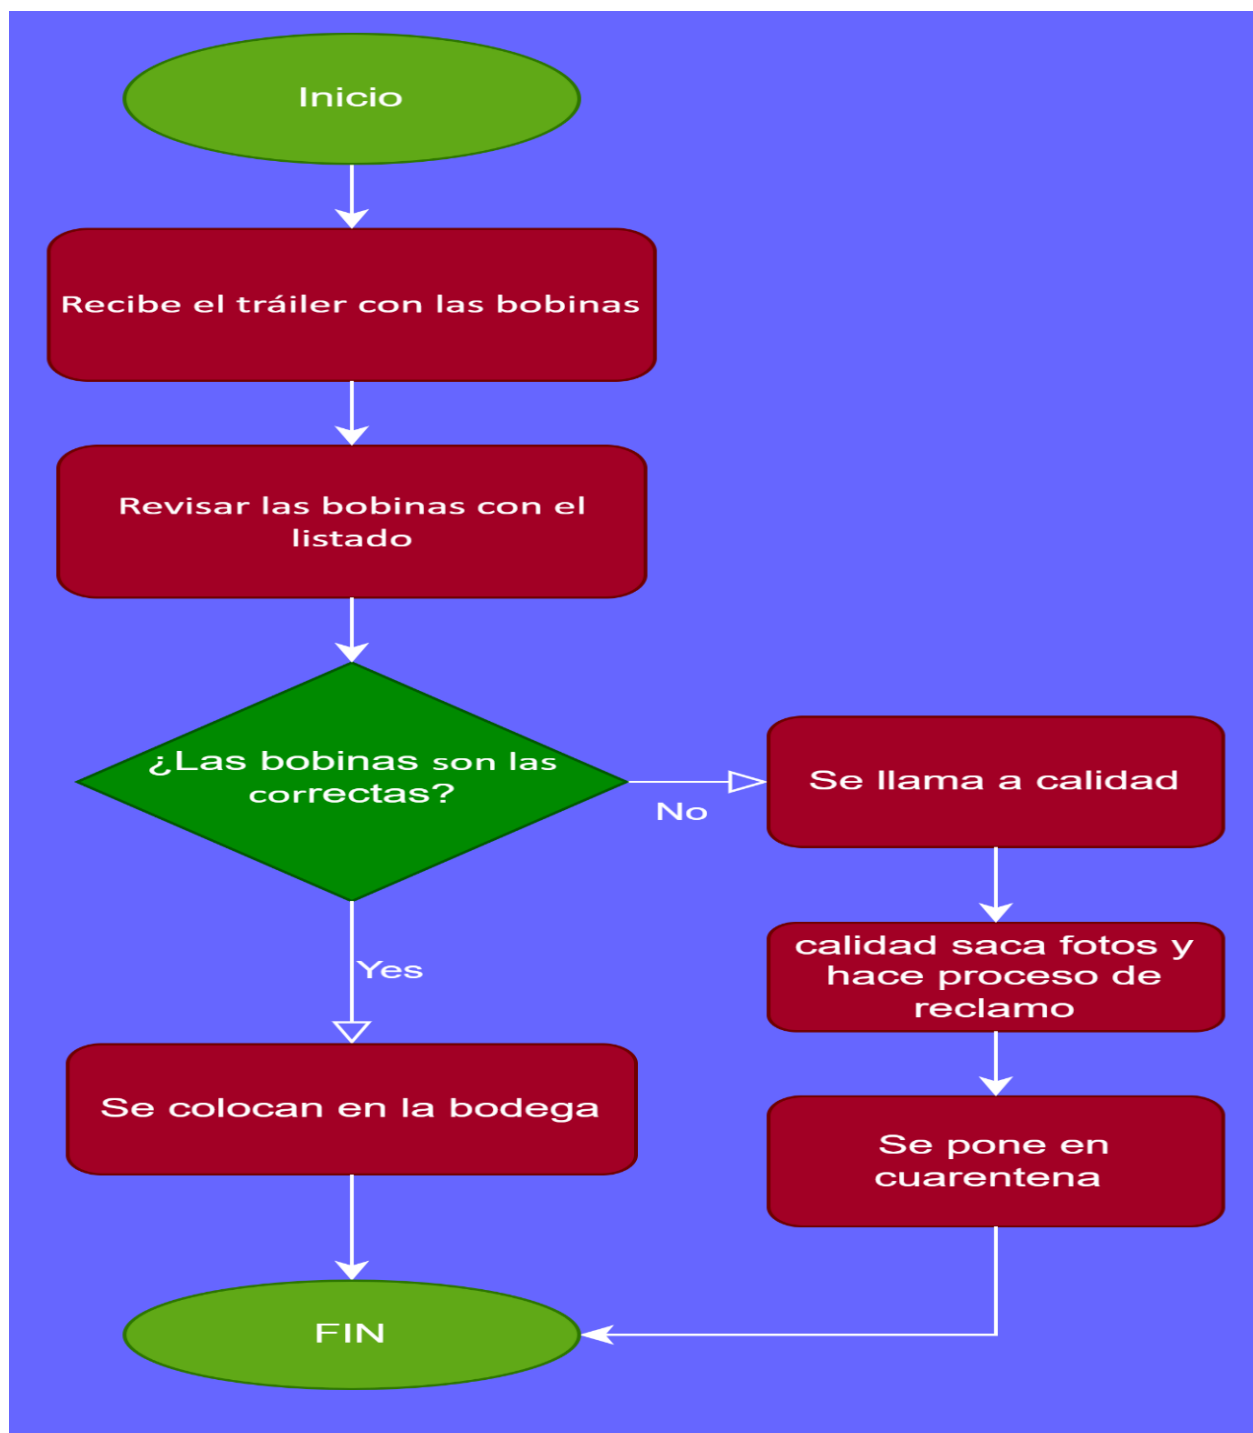 Inicio
Recibe el tráiler con las bobinas
Revisar las bobinas con el
listado
¿Las bobinas son las
correctas?
No
Se llama a calidad
calidad saca fotos y
hace proceso de
reclamo
Se pone en
cuarentena
Yes
Se colocan en la bodega
FIN